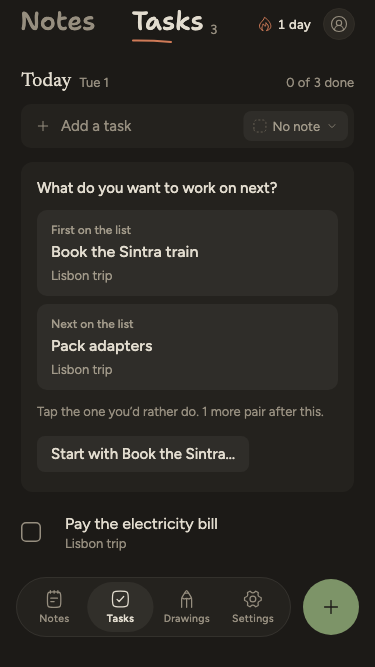 Notes
Tasks 3
1 day
Today Tue 1
0 of 3 done
Add a task
No note
What do you want to work on next?
First on the list
Book the Sintra train
Lisbon trip
Next on the list
Pack adapters
Lisbon trip
Tap the one you’d rather do. 1 more pair after this.
Start with Book the Sintra…
Pay the electricity bill
Lisbon trip
Notes
Tasks
Drawings
Settings